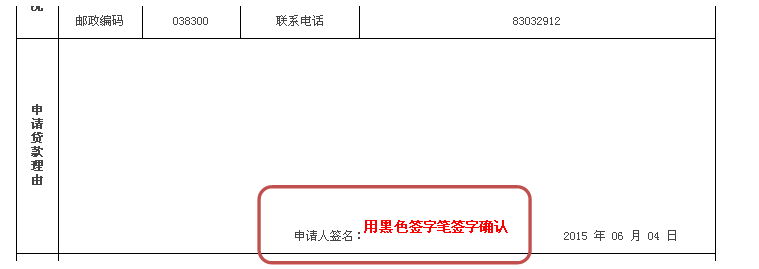 况
邮政编码 038300 联系电话 83032912
申请贷款理由
申请人签名：用黑色签字笔签字确认 2015 年 06 月 04 日